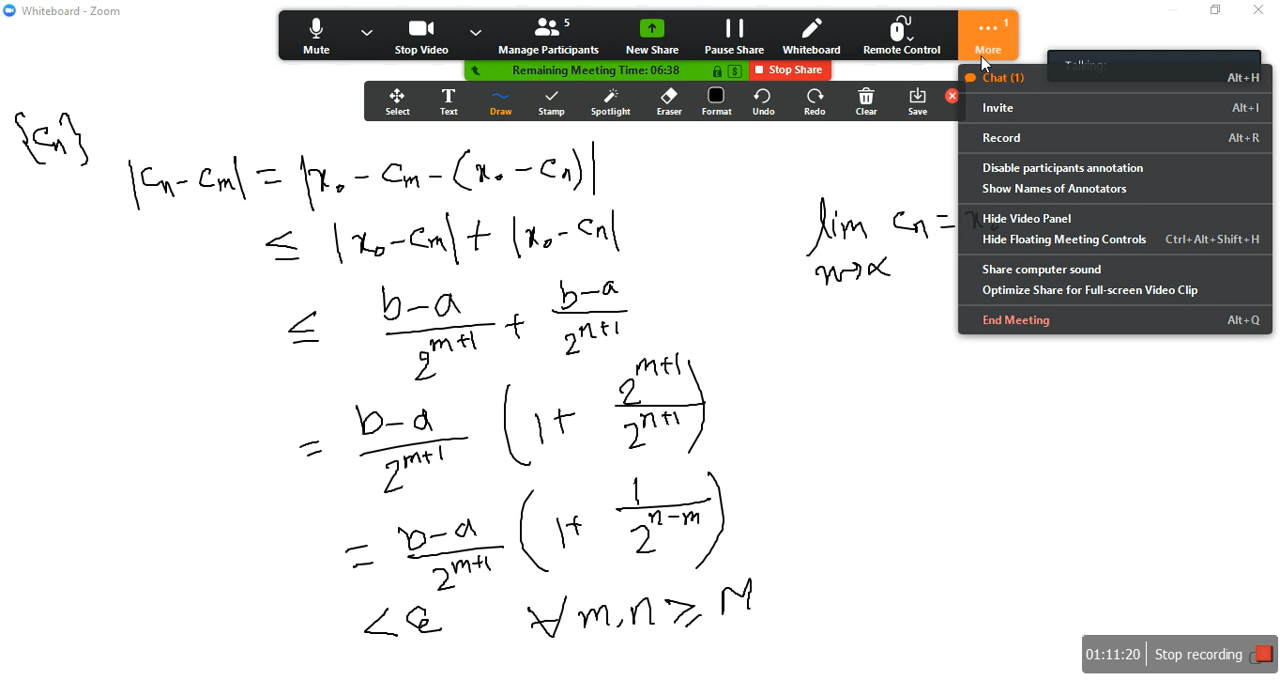 Whiteboard - Zoom
Mute
Stop Video
5
Manage Participants
New Share
Pause Share
Whiteboard
Remote Control
1
More
Remaining Meeting Time: 06:38
Stop Share
Talking:
Select
Text
Draw
Stamp
Spotlight
Eraser
Format
Undo
Redo
Clear
Save
Chat (1) Alt+H
Invite Alt+I
Record Alt+R
Disable participants annotation
Show Names of Annotators
Hide Video Panel
Hide Floating Meeting Controls Ctrl+Alt+Shift+H
Share computer sound
Optimize Share for Full-screen Video Clip
End Meeting Alt+Q
{Cₙ}
|Cₙ - Cₘ| = |x₀ - Cₘ - (x₀ - Cₙ)|
≤ |x₀ - Cₘ| + |x₀ - Cₙ|
≤ (b-a)/2^(m+1) + (b-a)/2^(n+1)
= (b-a)/2^(m+1) (1 + 2^(m+1)/2^(n+1))
= (b-a)/2^(m+1) (1 + 1/2^(n-m))
< ε ∀ m, n ≥ M
lim Cₙ = x₀
n→∝
01:11:20 Stop recording